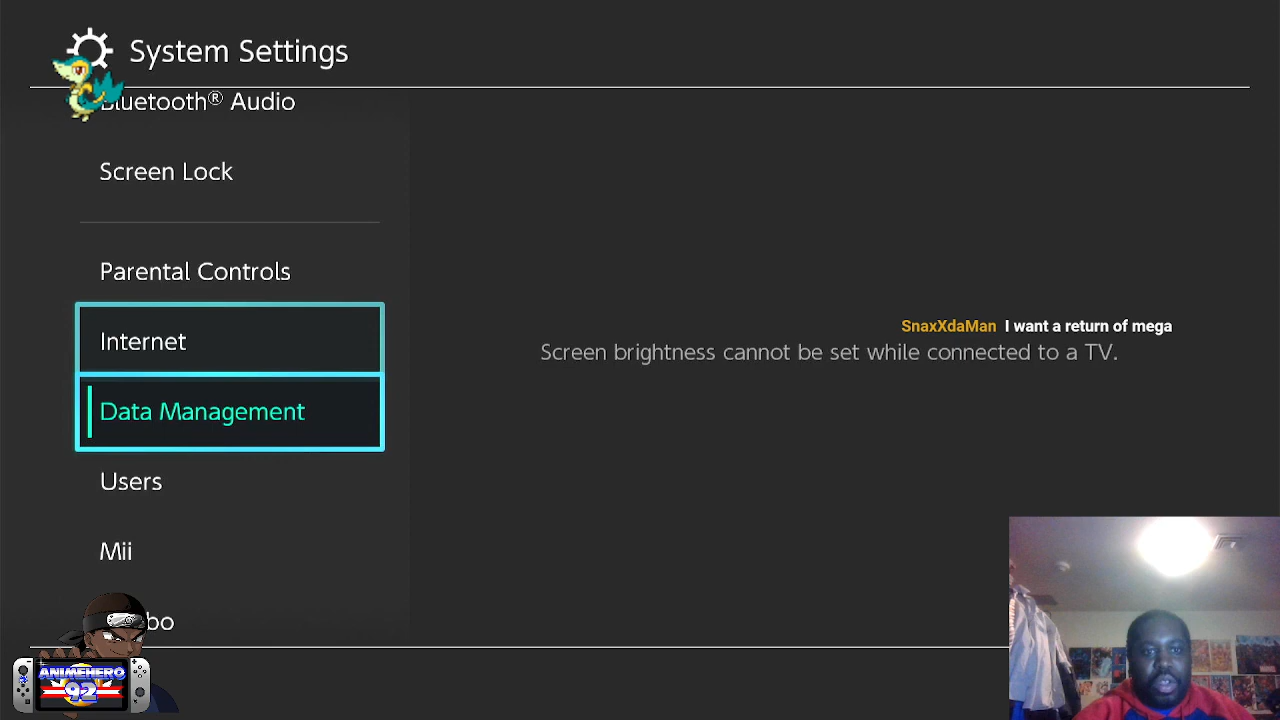 System Settings
Bluetooth® Audio
Screen Lock
Parental Controls
Internet
SnaxXdaMan I want a return of mega
Screen brightness cannot be set while connected to a TV.
Data Management
Users
Mii
bo
ANIMEHERO
92